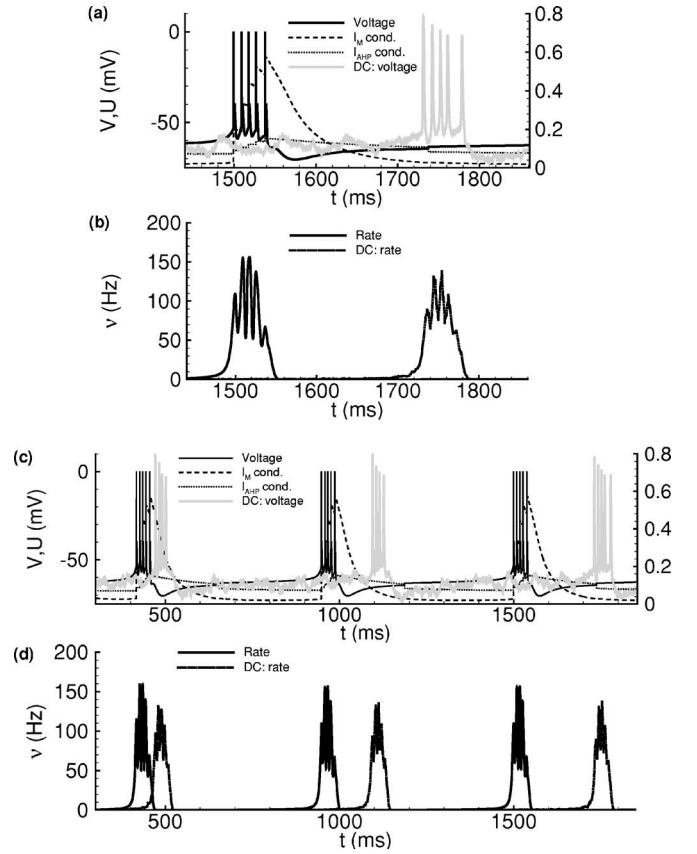 (a)
Voltage
I_M cond.
I_AHP cond.
DC: voltage
V,U (mV)
0
-50
0.8
0.6
0.4
0.2
0
1500 1600 1700 1800
t (ms)
(b)
Rate
DC: rate
ν (Hz)
200
150
100
50
0
1500 1600 1700 1800
t (ms)
(c)
Voltage
I_M cond.
I_AHP cond.
DC: voltage
V,U (mV)
0
-50
0.8
0.6
0.4
0.2
0
500 1000 1500
t (ms)
(d)
Rate
DC: rate
ν (Hz)
200
150
100
50
0
500 1000 1500
t (ms)